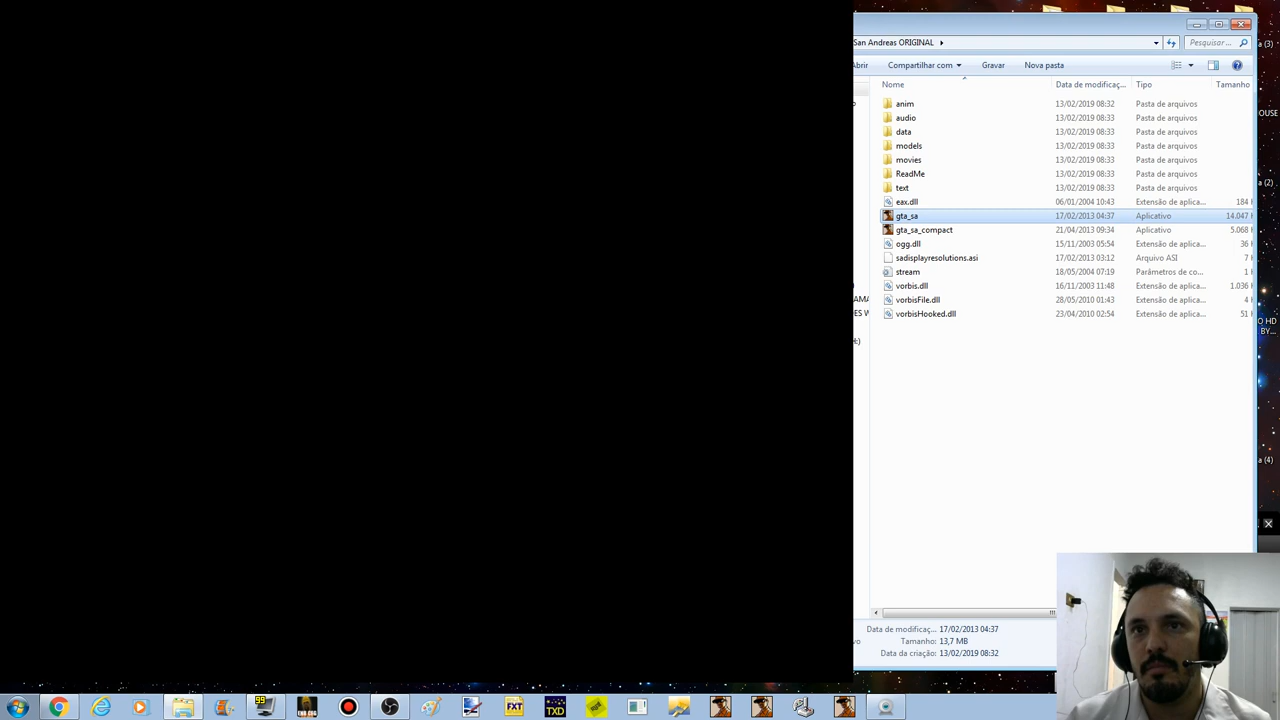 San Andreas ORIGINAL
Pesquisar ...
Abrir
Compartilhar com
Gravar
Nova pasta
Nome
Data de modificaç...
Tipo
Tamanho
anim
13/02/2019 08:32
Pasta de arquivos
audio
13/02/2019 08:33
Pasta de arquivos
data
13/02/2019 08:33
Pasta de arquivos
models
13/02/2019 08:33
Pasta de arquivos
movies
13/02/2019 08:33
Pasta de arquivos
ReadMe
13/02/2019 08:33
Pasta de arquivos
text
13/02/2019 08:33
Pasta de arquivos
eax.dll
06/01/2004 10:43
Extensão de aplica...
184 K
gta_sa
17/02/2013 04:37
Aplicativo
14.047 K
gta_sa_compact
21/04/2013 09:34
Aplicativo
5.068 K
ogg.dll
15/11/2003 05:54
Extensão de aplica...
36 K
sadisplayresolutions.asi
17/02/2013 03:12
Arquivo ASI
7 K
stream
18/05/2004 07:19
Parâmetros de co...
1 K
vorbis.dll
16/11/2003 11:48
Extensão de aplica...
1.036 K
vorbisFile.dll
28/05/2010 01:43
Extensão de aplica...
4 K
vorbisHooked.dll
23/04/2010 02:54
Extensão de aplica...
51 K
a (3)
OUSE
a (2)
O HD
BY...
a (4)
Data de modificaç... 17/02/2013 04:37
Tamanho: 13,7 MB
Data da criação: 13/02/2019 08:32
99
FXT
TXD